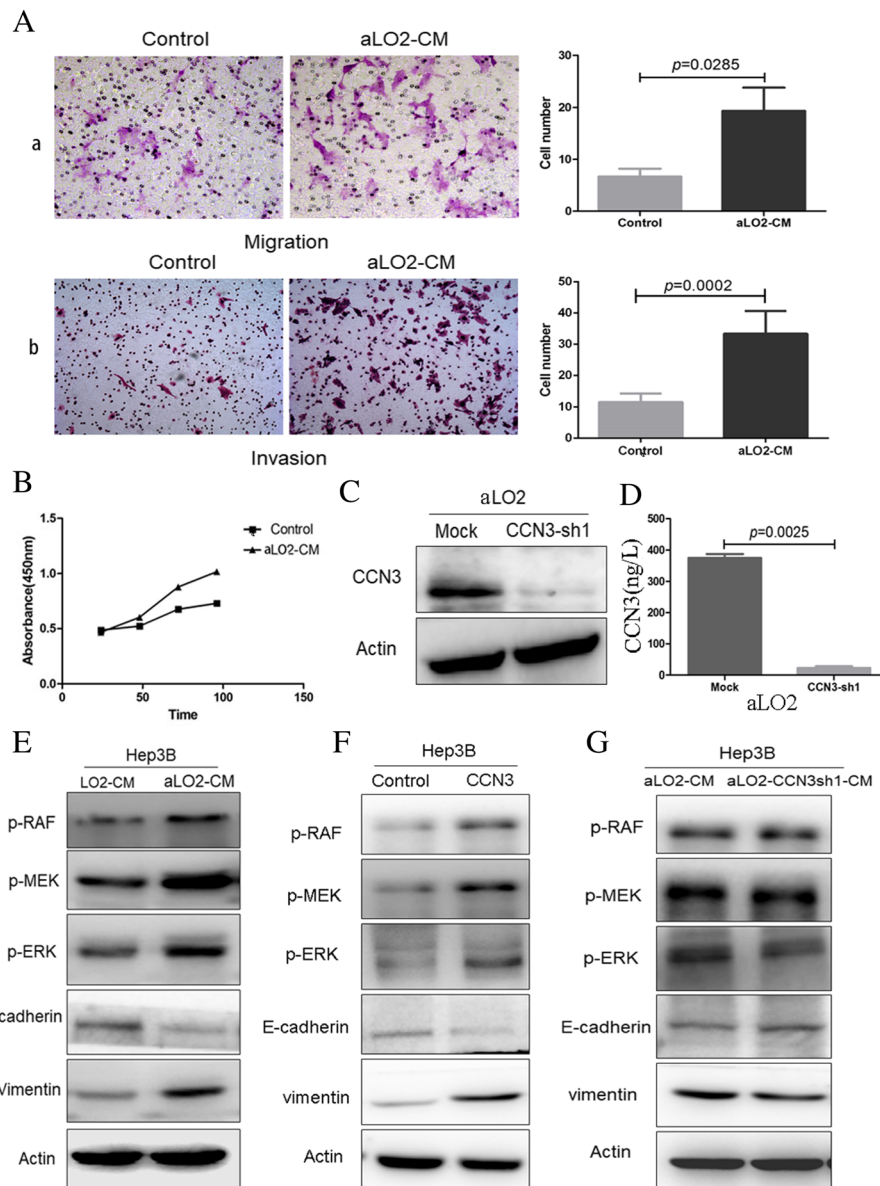 A
Control
aLO2-CM
a
30
20
10
0
Cell number
p=0.0285
Control
aLO2-CM
Migration
Control
aLO2-CM
b
50
40
30
20
10
0
Cell number
p=0.0002
Control
aLO2-CM
Invasion
B
1.5
1.0
0.5
0.0
Absorbance(450nm)
Control
aLO2-CM
0
50
100
150
Time
C
aLO2
Mock
CCN3-sh1
CCN3
Actin
D
500
400
300
200
100
0
CCN3(ng/L)
p=0.0025
Mock
CCN3-sh1
aLO2
E
Hep3B
LO2-CM
aLO2-CM
p-RAF
p-MEK
p-ERK
cadherin
Vimentin
Actin
F
Hep3B
Control
CCN3
p-RAF
p-MEK
p-ERK
E-cadherin
vimentin
Actin
G
Hep3B
aLO2-CM
aLO2-CCN3sh1-CM
p-RAF
p-MEK
p-ERK
E-cadherin
vimentin
Actin